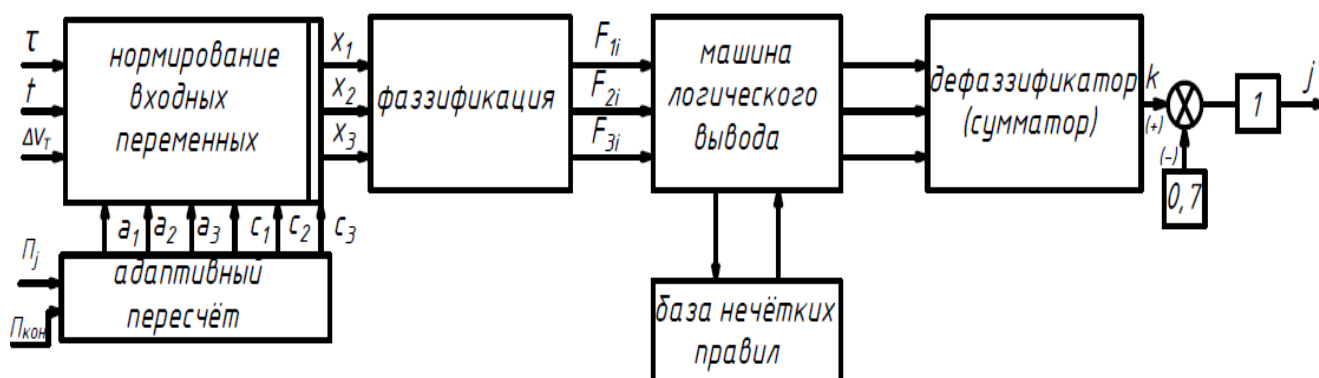 τ
t
ΔVТ
нормирование
входных
переменных
x1
x2
x3
фаззификация
F1i
F2i
F3i
машина
логического
вывода
дефаззификатор
(сумматор)
k
(+)
(−)
0,7
1
j
a1
a2
a3
c1
c2
c3
Пj
Пкон
адаптивный
пересчёт
база нечётких
правил